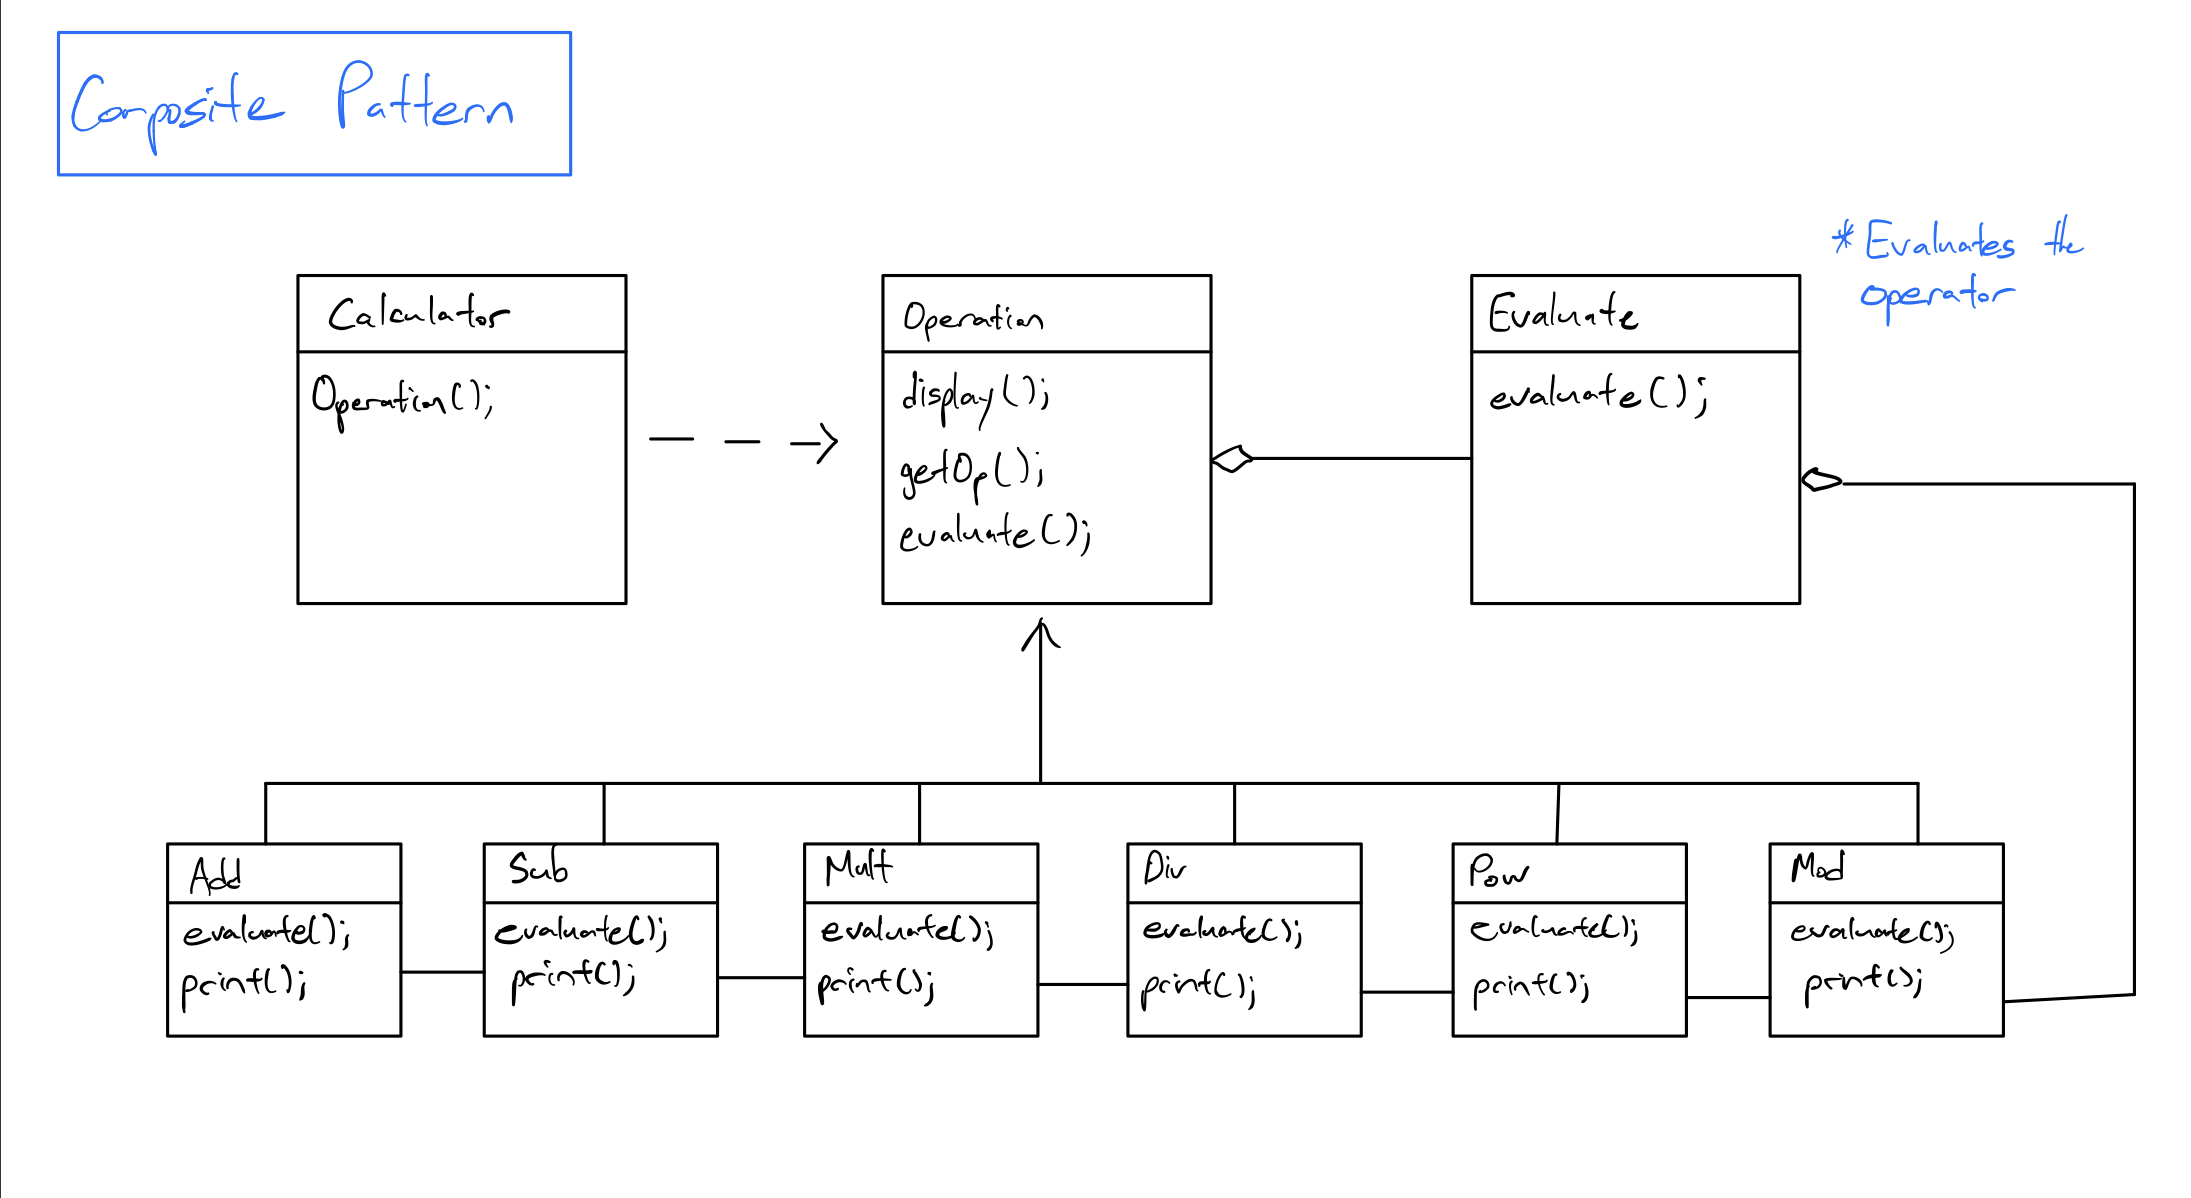 Composite Pattern
* Evaluates the
operator
Calculator
Operation();
Operation
display();
getOp();
evaluate();
Evaluate
evaluate();
Add
evaluate();
print();
Sub
evaluate();
print();
Mult
evaluate();
print();
Div
evaluate();
print();
Pow
evaluate();
print();
Mod
evaluate();
print();